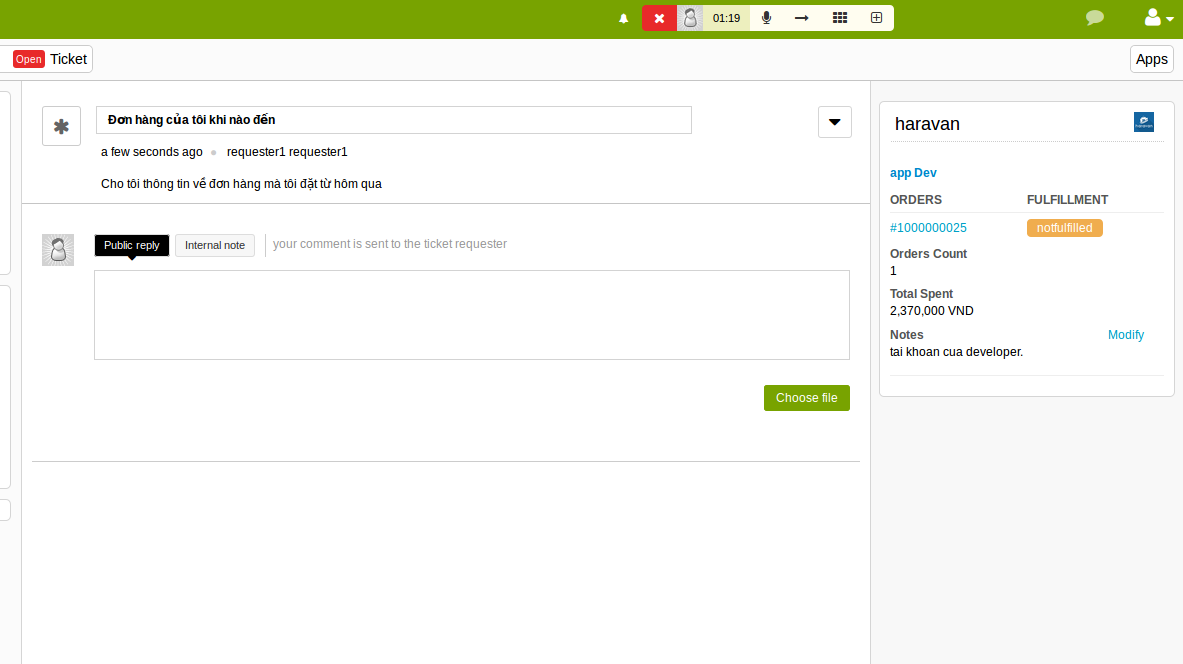 01:19
Open Ticket
Apps
Đơn hàng của tôi khi nào đến
a few seconds ago requester1 requester1
Cho tôi thông tin về đơn hàng mà tôi đặt từ hôm qua
Public reply Internal note your comment is sent to the ticket requester
Choose file
haravan
haravan
app Dev
ORDERS FULFILLMENT
#1000000025 notfulfilled
Orders Count
1
Total Spent
2,370,000 VND
Notes Modify
tai khoan cua developer.